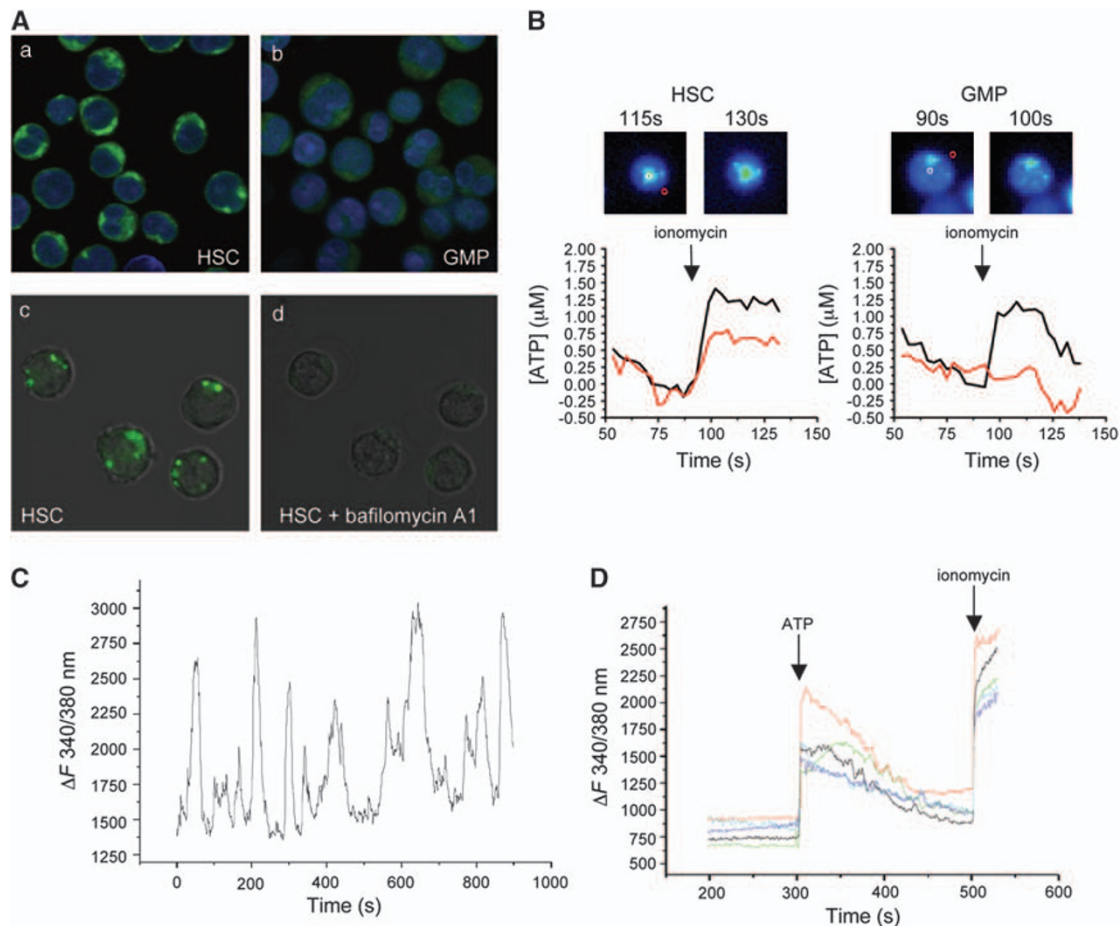 A
a
HSC
b
GMP
c
HSC
d
HSC + bafilomycin A1
B
HSC
115s 130s
ionomycin
[ATP] (μM)
2.00
1.75
1.50
1.25
1.00
0.75
0.50
0.25
0.00
-0.25
-0.50
50 75 100 125 150
Time (s)
GMP
90s 100s
ionomycin
[ATP] (μM)
2.00
1.75
1.50
1.25
1.00
0.75
0.50
0.25
0.00
-0.25
-0.50
50 75 100 125 150
Time (s)
C
ΔF 340/380 nm
3000
2750
2500
2250
2000
1750
1500
1250
0 200 400 600 800 1000
Time (s)
D
ATP
ionomycin
ΔF 340/380 nm
2750
2500
2250
2000
1750
1500
1250
1000
750
500
200 300 400 500 600
Time (s)